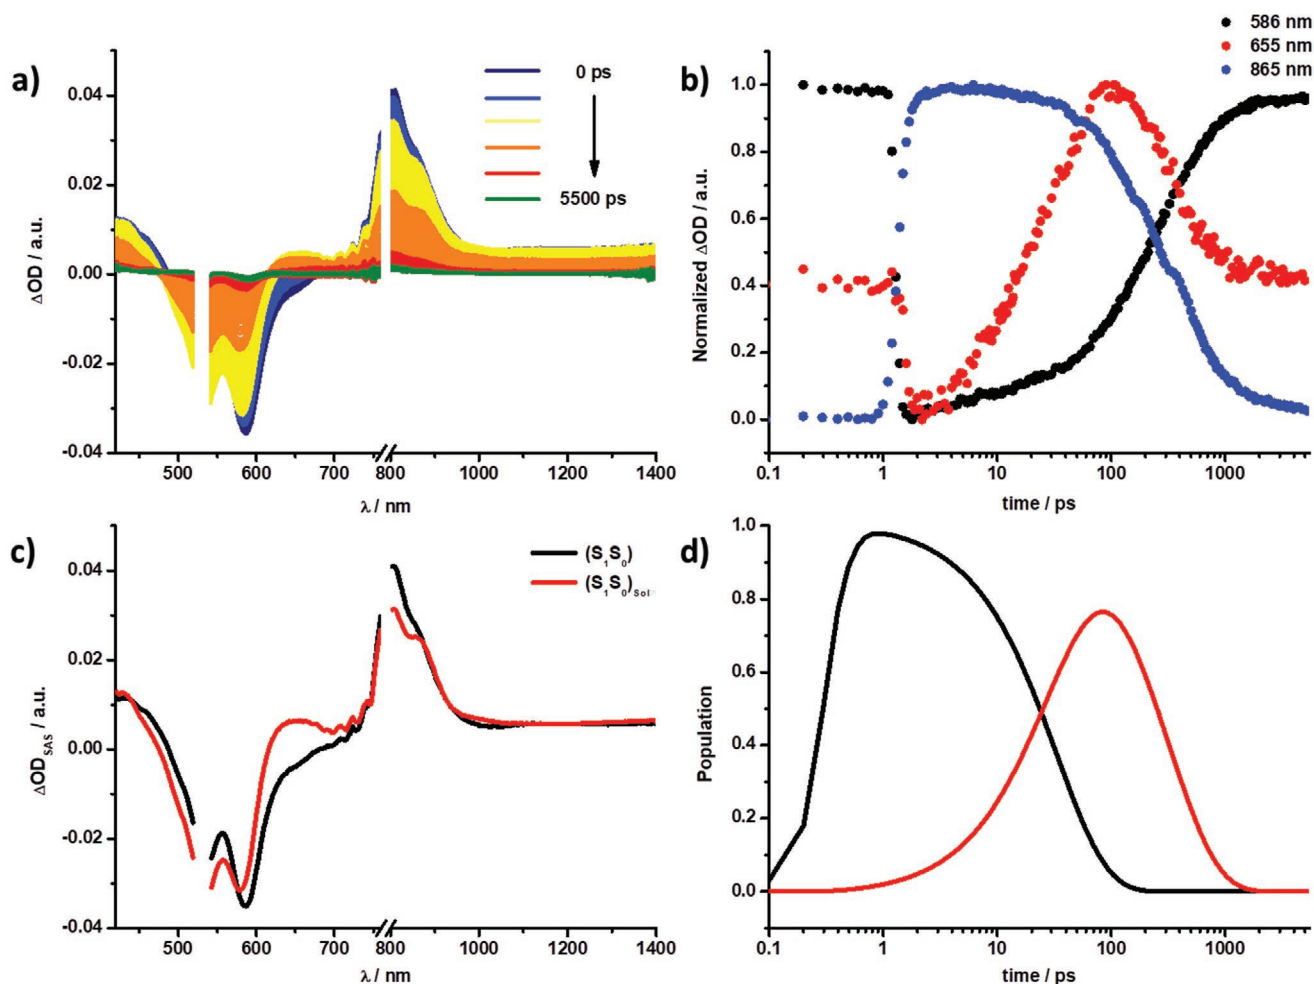 a)
0 ps
5500 ps
0.04
0.02
0.00
-0.02
-0.04
ΔOD / a.u.
500 600 700 800 1000 1200 1400
λ / nm
b)
586 nm
655 nm
865 nm
1.0
0.8
0.6
0.4
0.2
0.0
Normalized ΔOD / a.u.
0.1 1 10 100 1000
time / ps
c)
(S₁S₀)
(S₁S₀)Sol
0.04
0.02
0.00
-0.02
-0.04
ΔOD_SAS / a.u.
500 600 700 800 1000 1200 1400
λ / nm
d)
1.0
0.8
0.6
0.4
0.2
0.0
Population
0.1 1 10 100 1000
time / ps